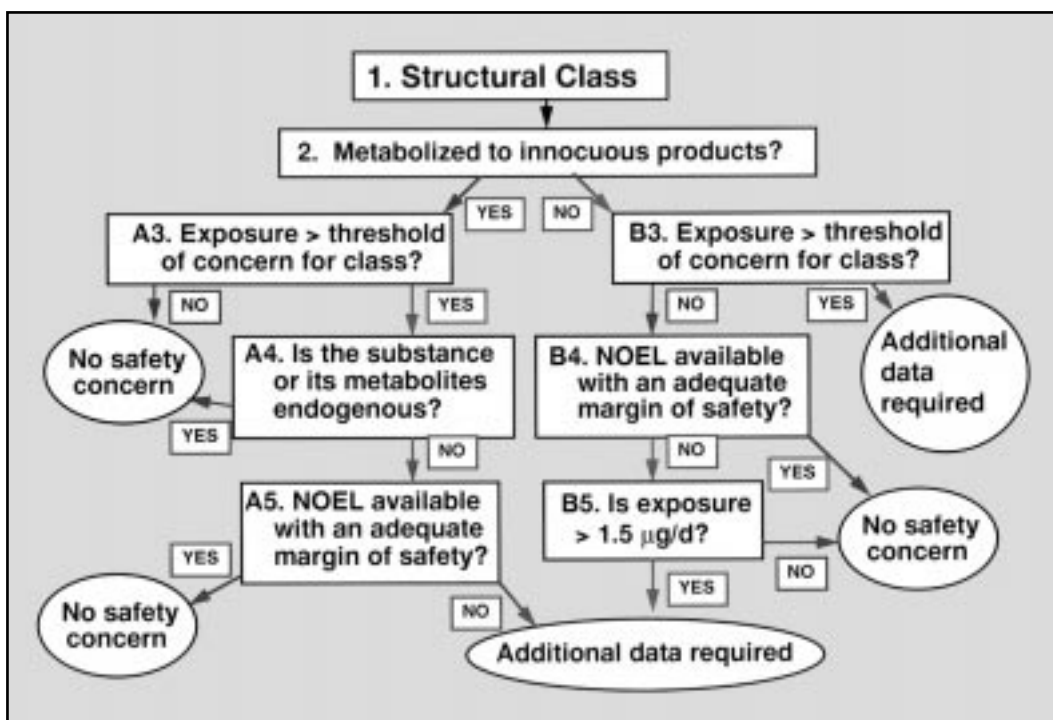 1. Structural Class
2. Metabolized to innocuous products?
YES
NO
A3. Exposure > threshold
of concern for class?
B3. Exposure > threshold
of concern for class?
NO
YES
NO
YES
No safety
concern
A4. Is the substance
or its metabolites
endogenous?
B4. NOEL available
with an adequate
margin of safety?
Additional
data
required
YES
NO
NO
YES
A5. NOEL available
with an adequate
margin of safety?
B5. Is exposure
> 1.5 µg/d?
No safety
concern
YES
NO
YES
NO
No safety
concern
Additional data required